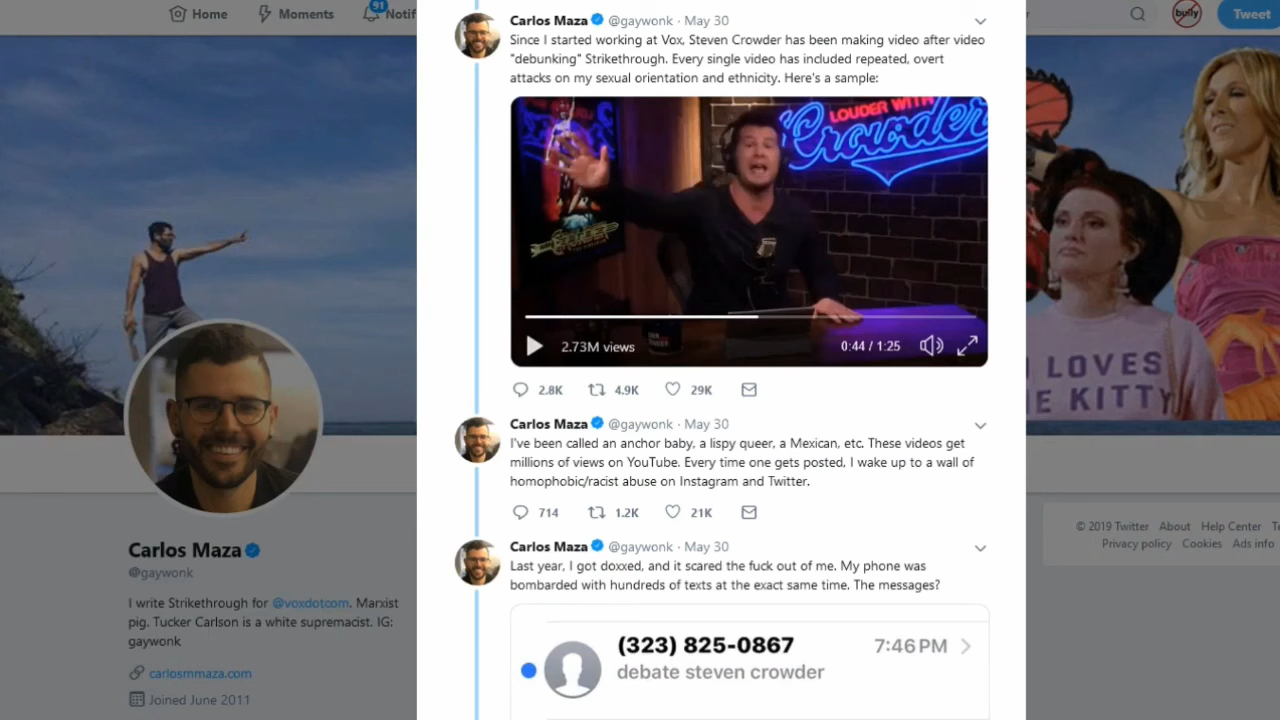 Home
Moments
91
Notif
bully
Tweet
Carlos Maza @gaywonk · May 30
Since I started working at Vox, Steven Crowder has been making video after video
"debunking" Strikethrough. Every single video has included repeated, overt
attacks on my sexual orientation and ethnicity. Here's a sample:
LOUDER WITH
Crowder
2.73M views
0:44 / 1:25
2.8K
4.9K
29K
Carlos Maza @gaywonk · May 30
I've been called an anchor baby, a lispy queer, a Mexican, etc. These videos get
millions of views on YouTube. Every time one gets posted, I wake up to a wall of
homophobic/racist abuse on Instagram and Twitter.
714
1.2K
21K
Carlos Maza @gaywonk · May 30
Last year, I got doxxed, and it scared the fuck out of me. My phone was
bombarded with hundreds of texts at the exact same time. The messages?
(323) 825-0867
7:46 PM
debate steven crowder
Carlos Maza
@gaywonk
I write Strikethrough for @voxdotcom. Marxist
pig. Tucker Carlson is a white supremacist. IG:
gaywonk
carlosmmaza.com
Joined June 2011
LOVES
KITTY
© 2019 Twitter About Help Center
Privacy policy Cookies Ads info